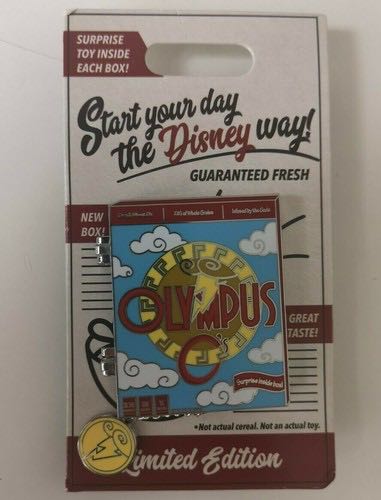 SURPRISE
TOY INSIDE
EACH BOX!
Start your day
the Disney way!
GUARANTEED FRESH
NEW
BOX!
OLYMPUS
O's
Surprise inside box!
GREAT
TASTE!
*Not actual cereal. Not an actual toy.
Limited Edition